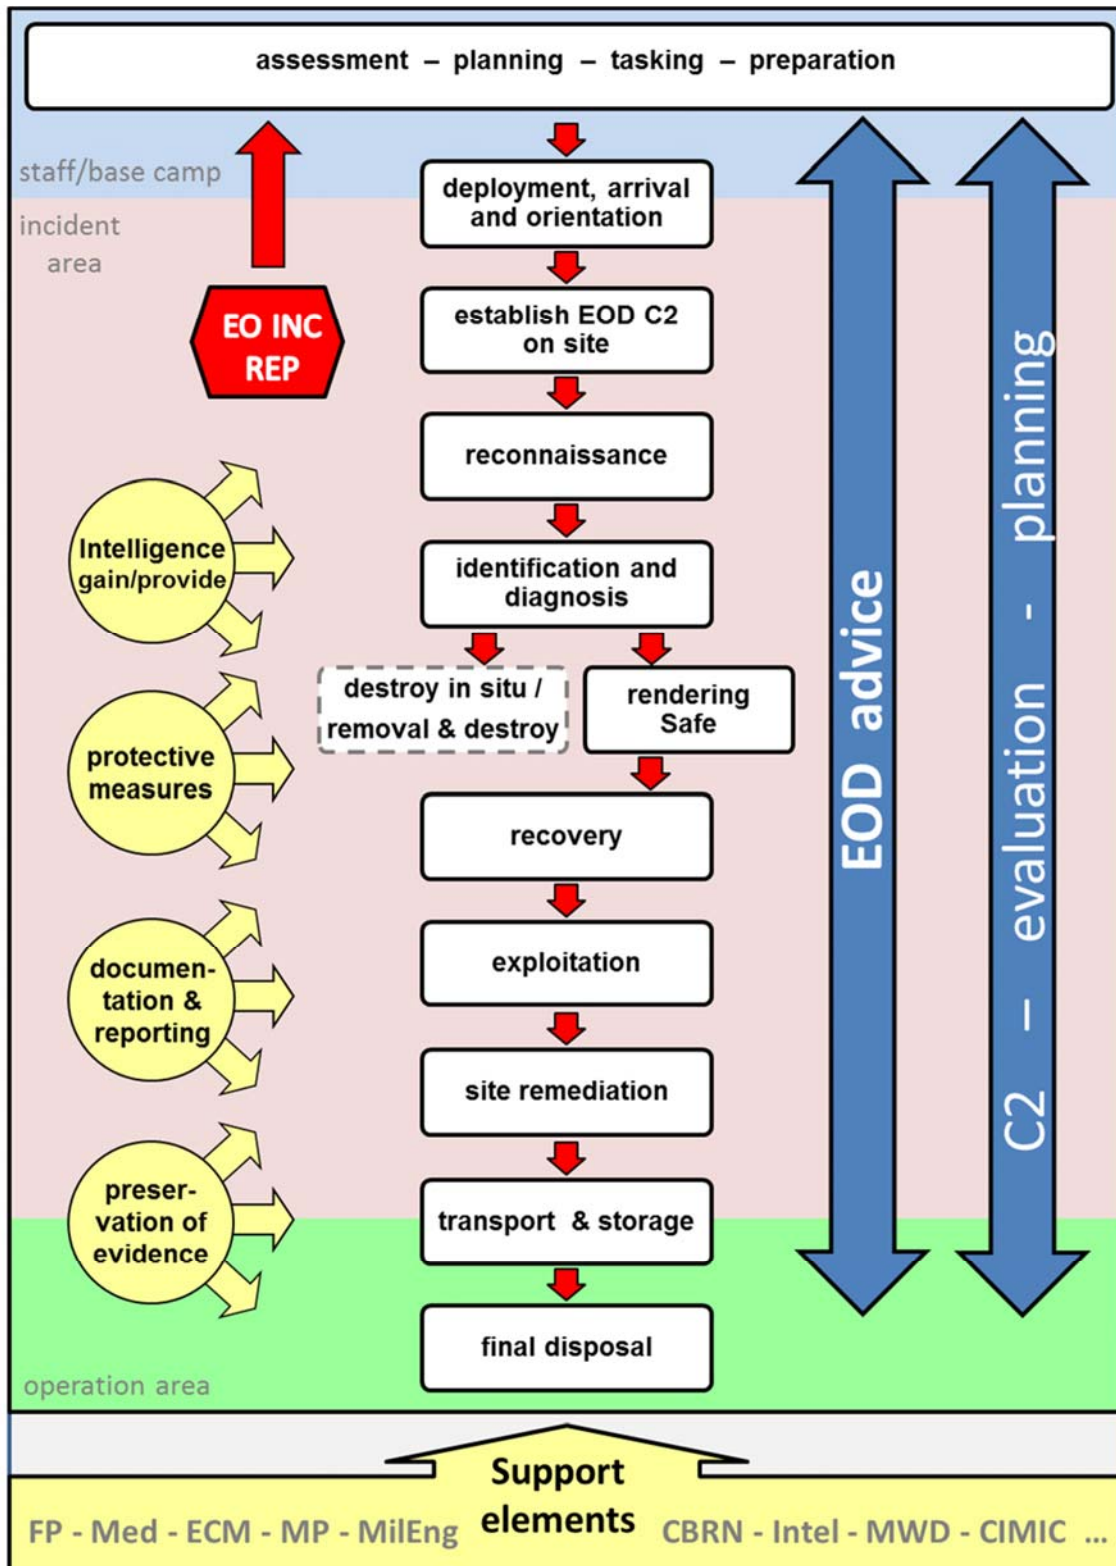 assessment – planning – tasking – preparation
staff/base camp
deployment, arrival
and orientation
incident
area
EO INC
REP
establish EOD C2
on site
reconnaissance
Intelligence
gain/provide
identification and
diagnosis
destroy in situ /
removal & destroy
rendering
Safe
protective
measures
recovery
documen-
tation &
reporting
exploitation
site remediation
preser-
vation of
evidence
transport & storage
final disposal
operation area
EOD advice
C2 – evaluation - planning
Support
elements
FP - Med - ECM - MP - MilEng
CBRN - Intel - MWD - CIMIC ...